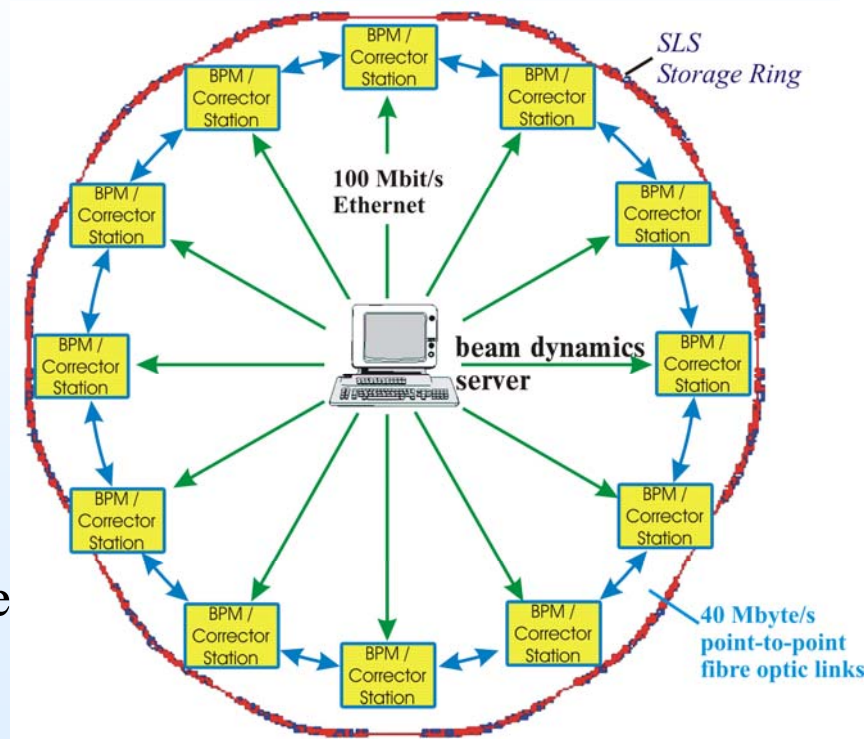 SLS
Storage Ring
BPM /
Corrector
Station
BPM /
Corrector
Station
BPM /
Corrector
Station
100 Mbit/s
Ethernet
BPM /
Corrector
Station
BPM /
Corrector
Station
BPM /
Corrector
Station
beam dynamics
server
BPM /
Corrector
Station
BPM /
Corrector
Station
BPM /
Corrector
Station
e
BPM /
Corrector
Station
BPM /
Corrector
Station
BPM /
Corrector
Station
40 Mbyte/s
point-to-point
fibre optic links